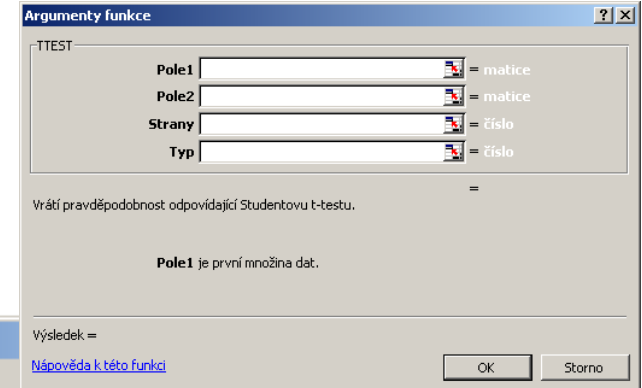 Argumenty funkce
TTEST
Pole1 = matice
Pole2 = matice
Strany = číslo
Typ = číslo
=
Vrátí pravděpodobnost odpovídající Studentovu t-testu.
Pole1 je první množina dat.
Výsledek =
Nápověda k této funkci
OK Storno